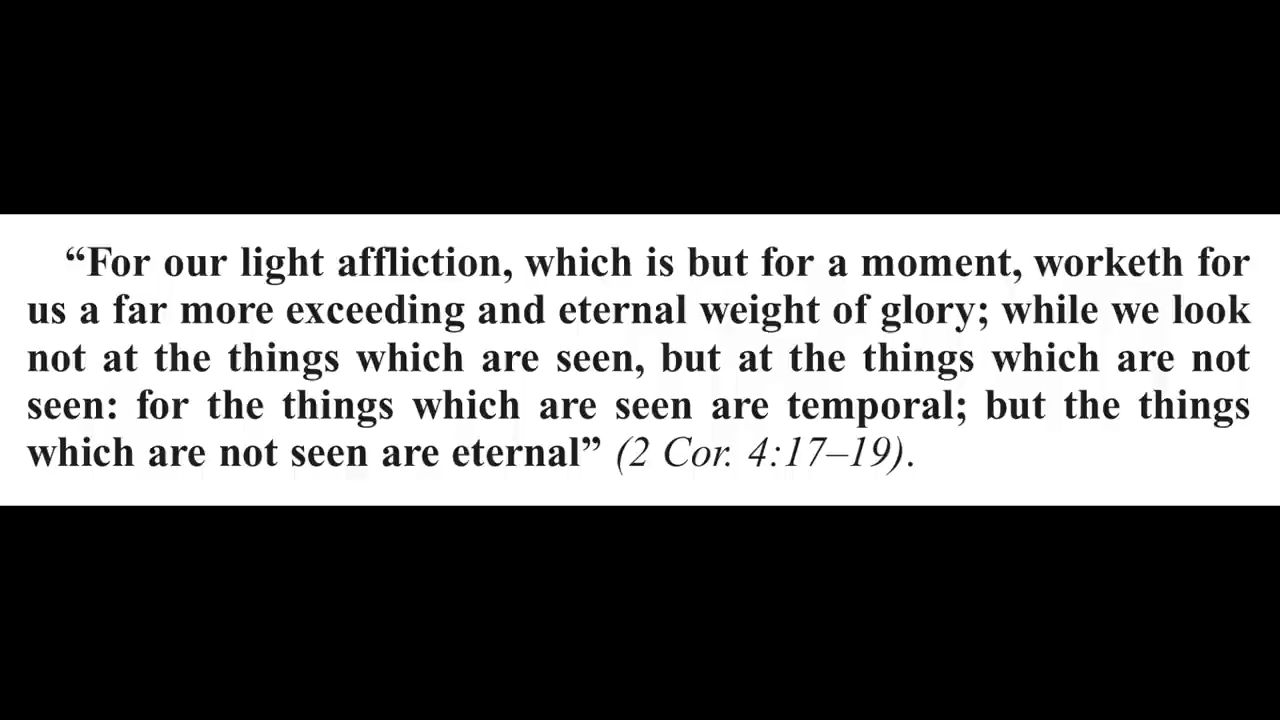 “For our light affliction, which is but for a moment, worketh for
us a far more exceeding and eternal weight of glory; while we look
not at the things which are seen, but at the things which are not
seen: for the things which are seen are temporal; but the things
which are not seen are eternal” (2 Cor. 4:17–19).